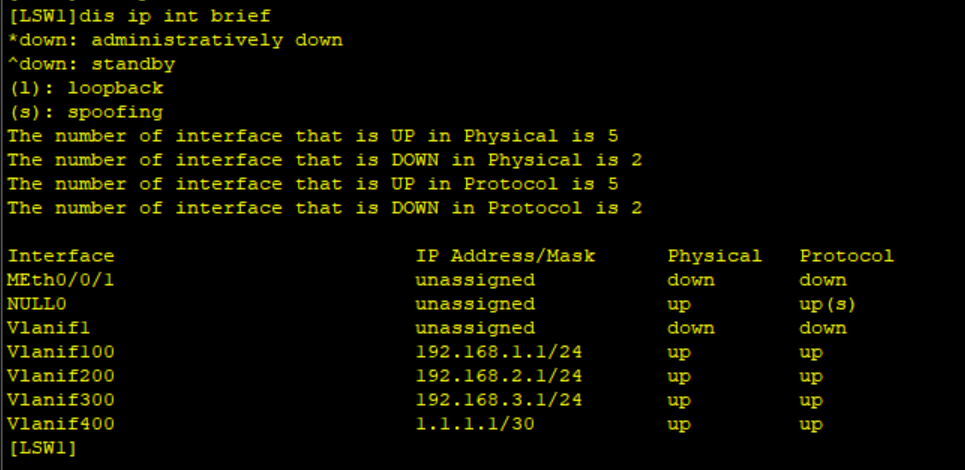 [LSW1]dis ip int brief
*down: administratively down
^down: standby
(l): loopback
(s): spoofing
The number of interface that is UP in Physical is 5
The number of interface that is DOWN in Physical is 2
The number of interface that is UP in Protocol is 5
The number of interface that is DOWN in Protocol is 2
Interface IP Address/Mask Physical Protocol
MEth0/0/1 unassigned down down
NULL0 unassigned up up(s)
Vlanif1 unassigned down down
Vlanif100 192.168.1.1/24 up up
Vlanif200 192.168.2.1/24 up up
Vlanif300 192.168.3.1/24 up up
Vlanif400 1.1.1.1/30 up up
[LSW1]